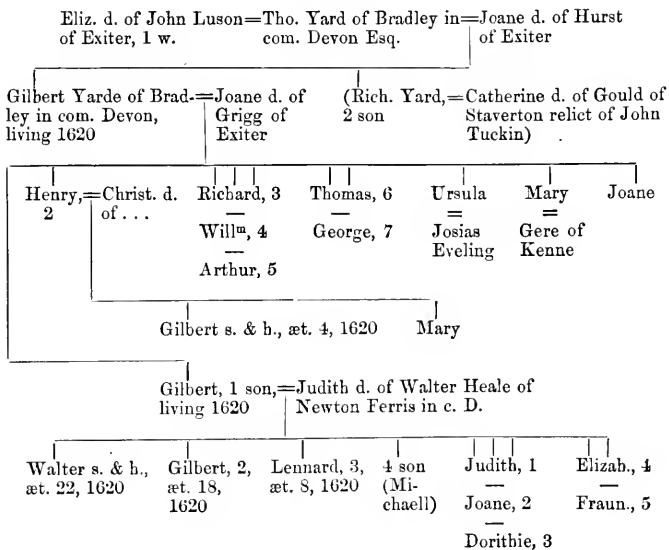 Eliz. d. of John Luson=Tho. Yard of Bradley in=Joane d. of Hurst
of Exiter, 1 w. com. Devon Esq. of Exiter
Gilbert Yarde of Brad-=Joane d. of (Rich. Yard,=Catherine d. of Gould of
ley in com. Devon, Grigg of 2 son Staverton relict of John
living 1620 Exiter Tuckin)
Henry,=Christ. d. Richard, 3 Thomas, 6 Ursula Mary Joane
2 of . . . — — = =
Willᵐ, 4 George, 7 Josias Gere of
— Eveling Kenne
Arthur, 5
Gilbert s. & h., æt. 4, 1620 Mary
Gilbert, 1 son,=Judith d. of Walter Heale of
living 1620 Newton Ferris in c. D.
Walter s. & h., Gilbert, 2, Lennard, 3, 4 son Judith, 1 Elizab., 4
æt. 22, 1620 æt. 18, æt. 8, 1620 (Mi- — —
1620 chaell) Joane, 2 Fraun., 5
—
Dorithie, 3